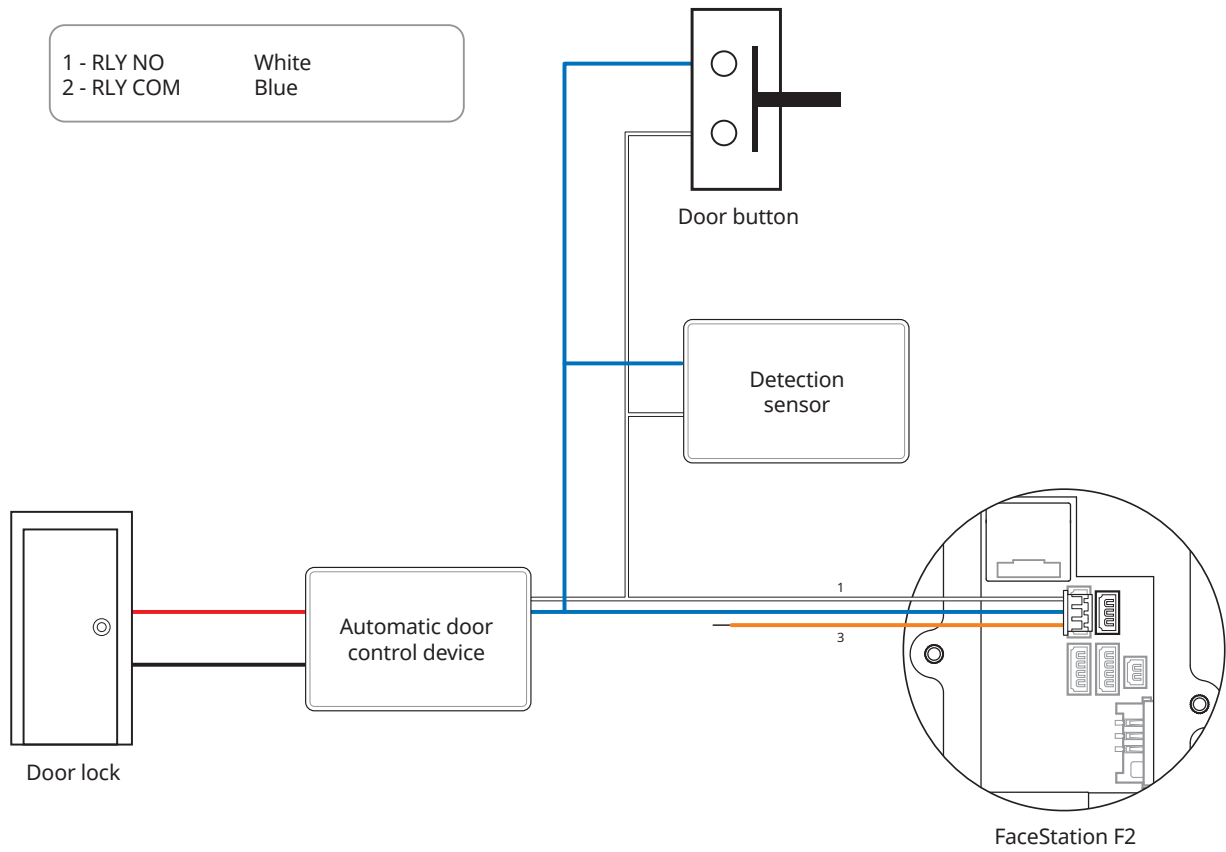 1 - RLY NO White
2 - RLY COM Blue
Door button
Detection
sensor
1
Automatic door
control device
3
Door lock
FaceStation F2